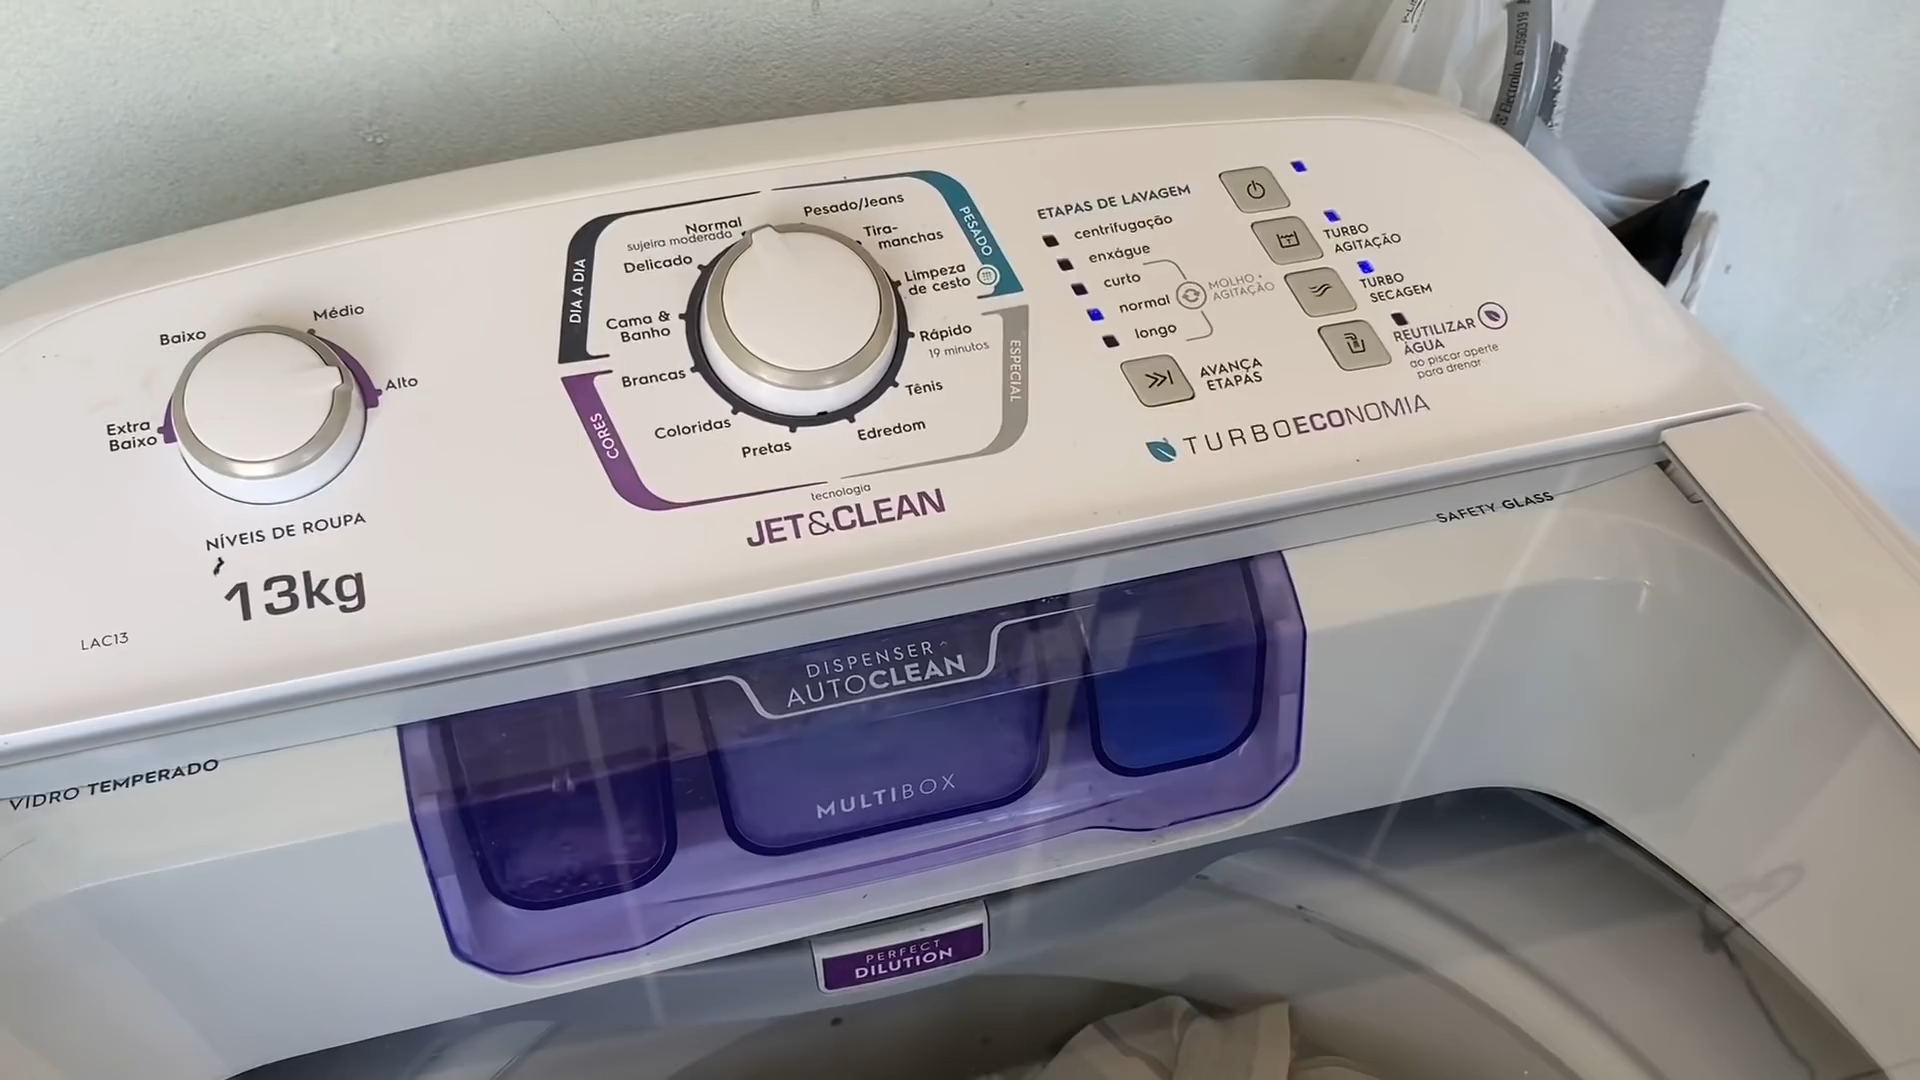 Electrolux 67590319
Baixo
Médio
Alto
Extra
Baixo
NÍVEIS DE ROUPA
13kg
LAC13
DIA A DIA
Normal
sujeira moderada
Delicado
Cama &
Banho
CORES
Brancas
Coloridas
Pretas
PESADO
Pesado/Jeans
Tira-
manchas
Limpeza
de cesto
ESPECIAL
Rápido
19 minutos
Tênis
Edredom
tecnologia
JET&CLEAN
ETAPAS DE LAVAGEM
centrifugação
enxágue
curto
normal
longo
MOLHO +
AGITAÇÃO
AVANÇA
ETAPAS
TURBO
AGITAÇÃO
TURBO
SECAGEM
REUTILIZAR
ÁGUA
ao piscar aperte
para drenar
TURBOECONOMIA
SAFETY GLASS
VIDRO TEMPERADO
DISPENSER
AUTOCLEAN
MULTIBOX
PERFECT
DILUTION